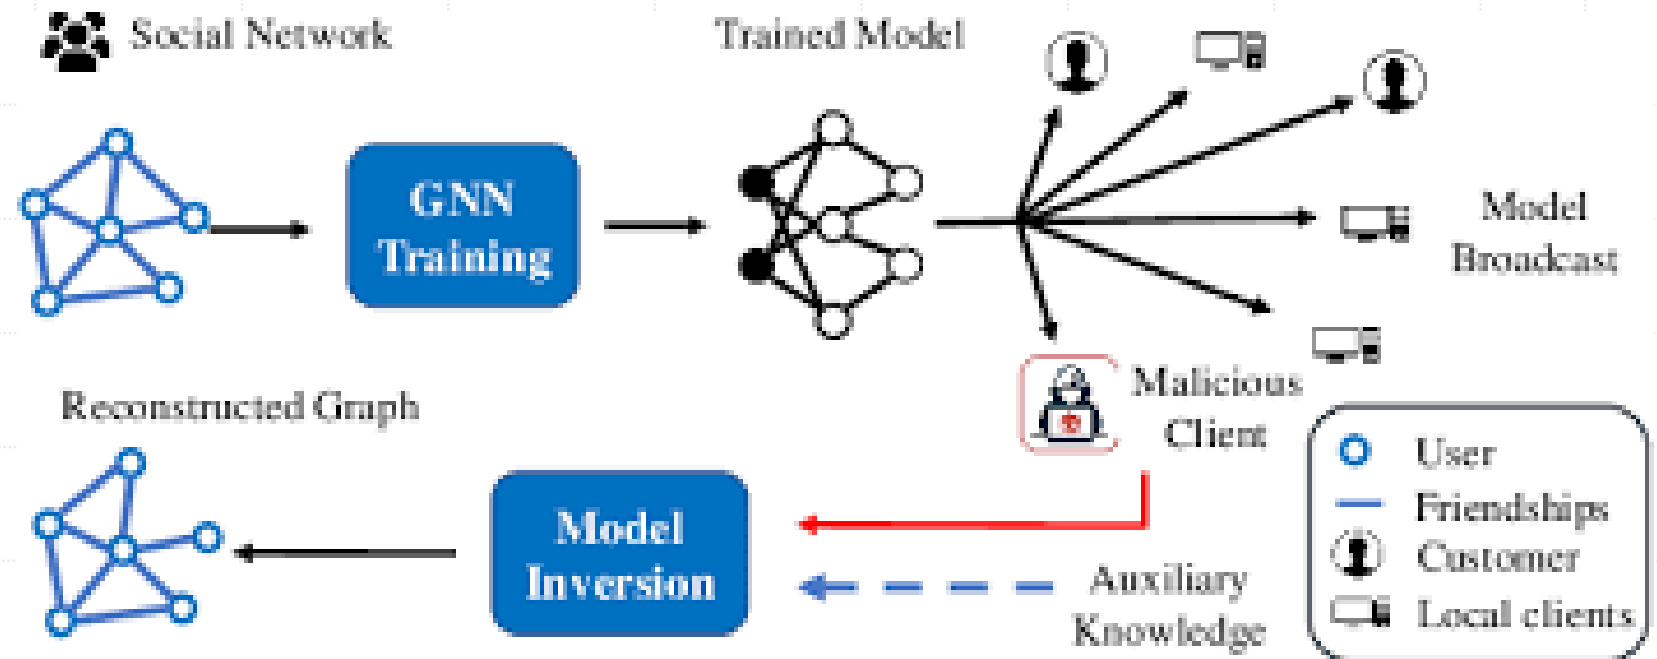 Social Network
Trained Model
GNN
Training
Model
Broadcast
Malicious
Client
Reconstructed Graph
Model
Inversion
Auxiliary
Knowledge
User
Friendships
Customer
Local clients